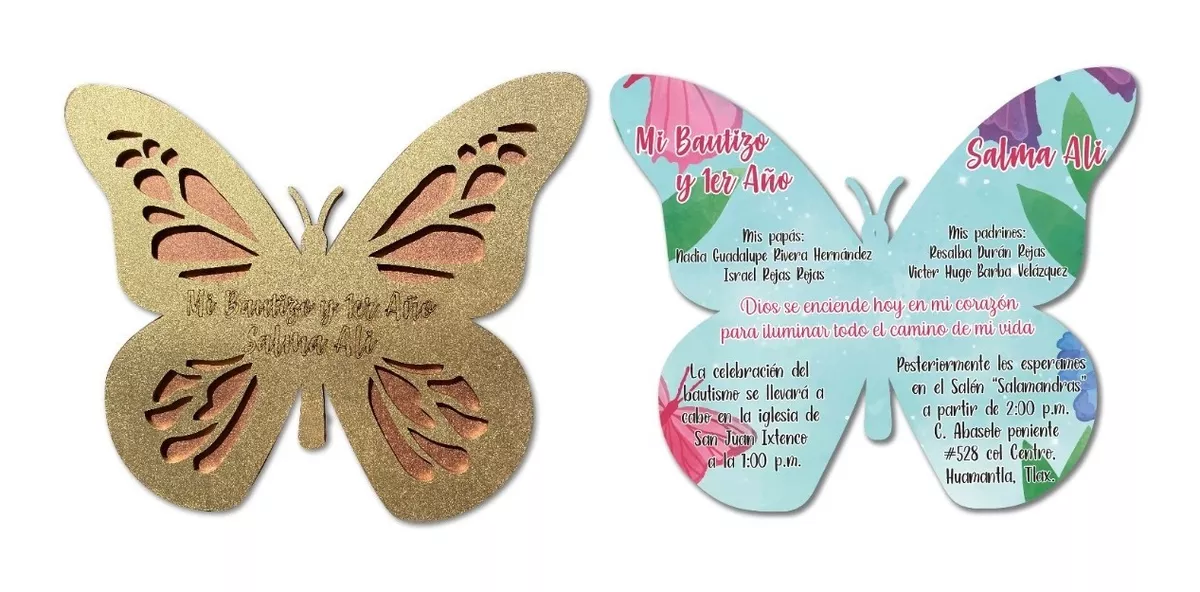 Mi Bautizo y 1er Año
Salma Ali
Mi Bautizo
y 1er Año
Salma Ali
Mis papás:
Nadia Guadalupe Rivera Hernández
Israel Rojas Rojas
Mis padrines:
Rosalba Durán Rojas
Victor Hugo Barba Velázquez
Dios se enciende hoy en mi corazón
para iluminar todo el camino de mi vida
La celebración del
bautismo se llevará a
cabo en la iglesia de
San Juan Ixtenco
a la 1:00 p.m.
Posteriormente los esperamos
en el Salón "Salamandras"
a partir de 2:00 p.m.
C. Abasolo poniente
#528 col Centro.
Huamantla, Tlax.